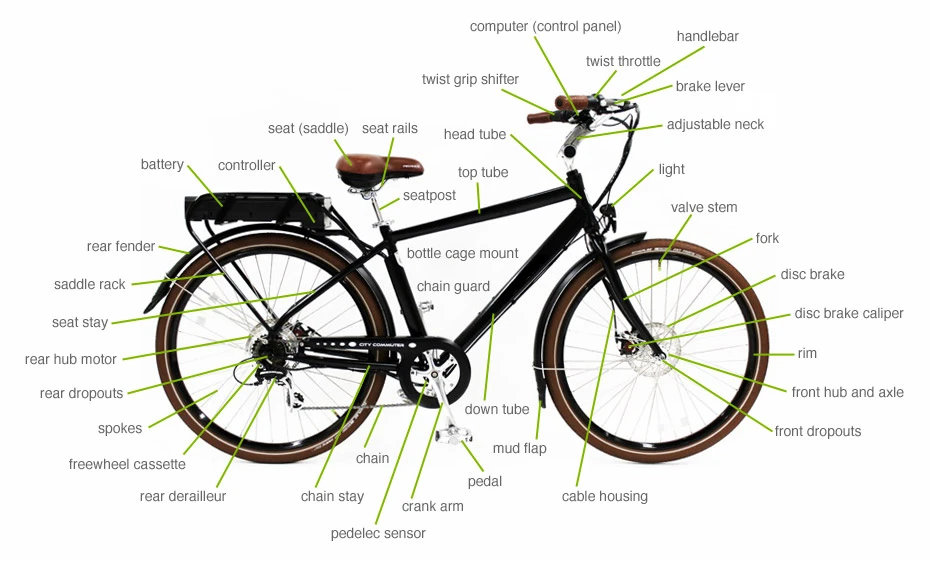 computer (control panel)
handlebar
twist throttle
twist grip shifter
brake lever
seat (saddle)
seat rails
head tube
adjustable neck
battery
controller
top tube
light
seatpost
valve stem
rear fender
bottle cage mount
fork
saddle rack
chain guard
disc brake
seat stay
disc brake caliper
CITY COMMUTER
rear hub motor
rim
rear dropouts
front hub and axle
spokes
down tube
front dropouts
mud flap
freewheel cassette
chain
pedal
rear derailleur
chain stay
crank arm
cable housing
pedelec sensor